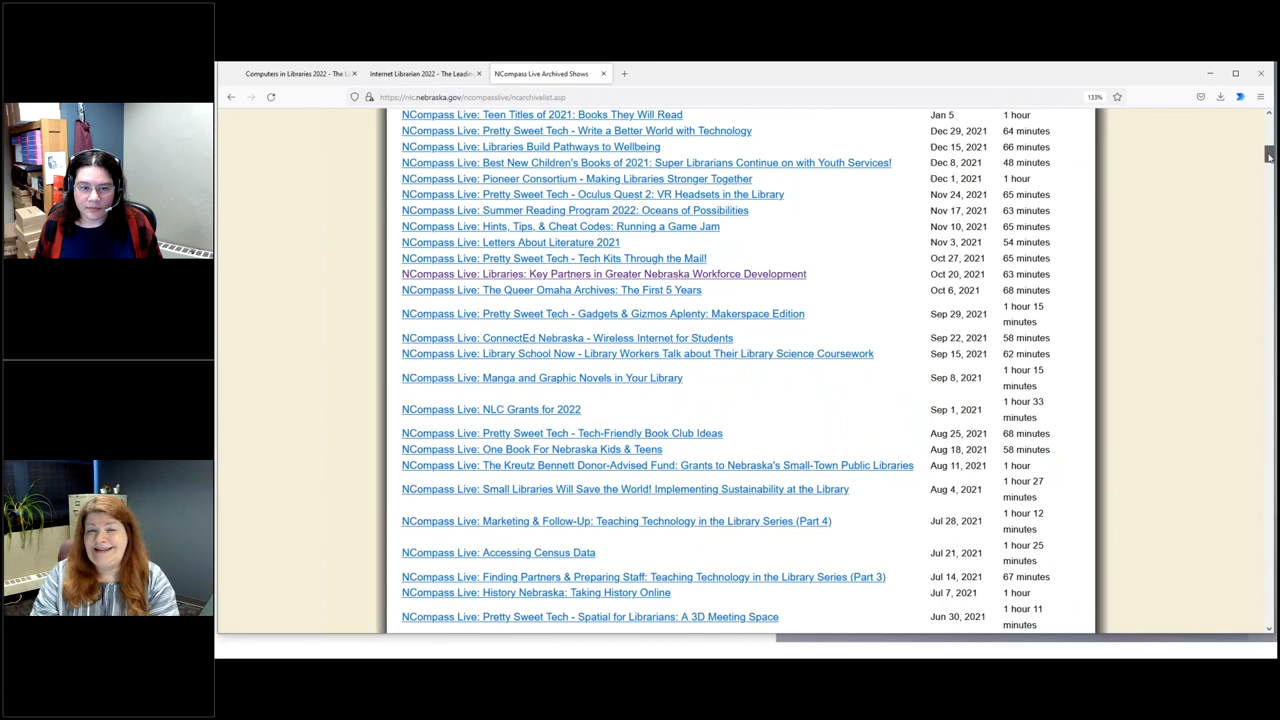 Computers in Libraries 2022 - The L
Internet Librarian 2022 - The Leading
NCompass Live Archived Shows
https://nlc.nebraska.gov/ncompasslive/ncarchivelist.asp
133%
NCompass Live: Teen Titles of 2021: Books They Will Read Jan 5 1 hour
NCompass Live: Pretty Sweet Tech - Write a Better World with Technology Dec 29, 2021 64 minutes
NCompass Live: Libraries Build Pathways to Wellbeing Dec 15, 2021 66 minutes
NCompass Live: Best New Children's Books of 2021: Super Librarians Continue on with Youth Services! Dec 8, 2021 48 minutes
NCompass Live: Pioneer Consortium - Making Libraries Stronger Together Dec 1, 2021 1 hour
NCompass Live: Pretty Sweet Tech - Oculus Quest 2: VR Headsets in the Library Nov 24, 2021 65 minutes
NCompass Live: Summer Reading Program 2022: Oceans of Possibilities Nov 17, 2021 63 minutes
NCompass Live: Hints, Tips, & Cheat Codes: Running a Game Jam Nov 10, 2021 65 minutes
NCompass Live: Letters About Literature 2021 Nov 3, 2021 54 minutes
NCompass Live: Pretty Sweet Tech - Tech Kits Through the Mail! Oct 27, 2021 65 minutes
NCompass Live: Libraries: Key Partners in Greater Nebraska Workforce Development Oct 20, 2021 63 minutes
NCompass Live: The Queer Omaha Archives: The First 5 Years Oct 6, 2021 68 minutes
NCompass Live: Pretty Sweet Tech - Gadgets & Gizmos Aplenty: Makerspace Edition Sep 29, 2021 1 hour 15 minutes
NCompass Live: ConnectEd Nebraska - Wireless Internet for Students Sep 22, 2021 58 minutes
NCompass Live: Library School Now - Library Workers Talk about Their Library Science Coursework Sep 15, 2021 62 minutes
NCompass Live: Manga and Graphic Novels in Your Library Sep 8, 2021 1 hour 15 minutes
NCompass Live: NLC Grants for 2022 Sep 1, 2021 1 hour 33 minutes
NCompass Live: Pretty Sweet Tech - Tech-Friendly Book Club Ideas Aug 25, 2021 68 minutes
NCompass Live: One Book For Nebraska Kids & Teens Aug 18, 2021 58 minutes
NCompass Live: The Kreutz Bennett Donor-Advised Fund: Grants to Nebraska's Small-Town Public Libraries Aug 11, 2021 1 hour
NCompass Live: Small Libraries Will Save the World! Implementing Sustainability at the Library Aug 4, 2021 1 hour 27 minutes
NCompass Live: Marketing & Follow-Up: Teaching Technology in the Library Series (Part 4) Jul 28, 2021 1 hour 12 minutes
NCompass Live: Accessing Census Data Jul 21, 2021 1 hour 25 minutes
NCompass Live: Finding Partners & Preparing Staff: Teaching Technology in the Library Series (Part 3) Jul 14, 2021 67 minutes
NCompass Live: History Nebraska: Taking History Online Jul 7, 2021 1 hour
NCompass Live: Pretty Sweet Tech - Spatial for Librarians: A 3D Meeting Space Jun 30, 2021 1 hour 11 minutes